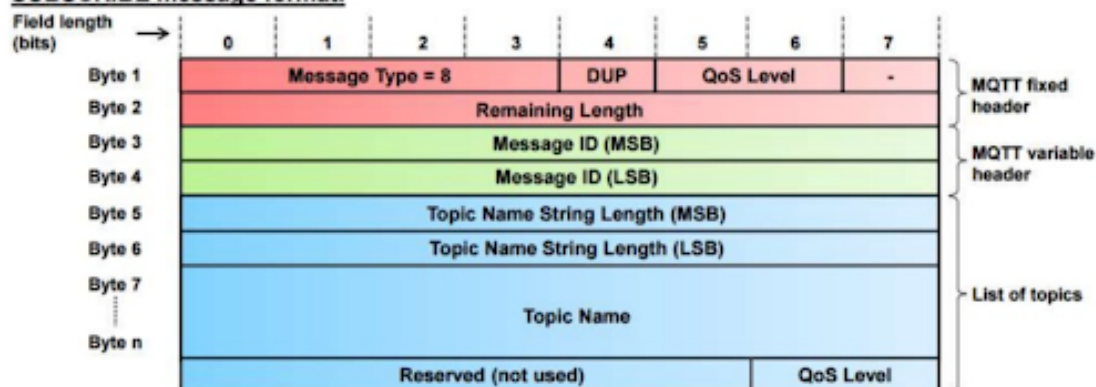 SUBSCRIBE message format:
Field length
(bits)
0 1 2 3 4 5 6 7
Byte 1 Message Type = 8 DUP QoS Level - MQTT fixed
header
Byte 2 Remaining Length
Byte 3 Message ID (MSB) MQTT variable
header
Byte 4 Message ID (LSB)
Byte 5 Topic Name String Length (MSB)
Byte 6 Topic Name String Length (LSB)
Byte 7
Topic Name List of topics
Byte n
Reserved (not used) QoS Level